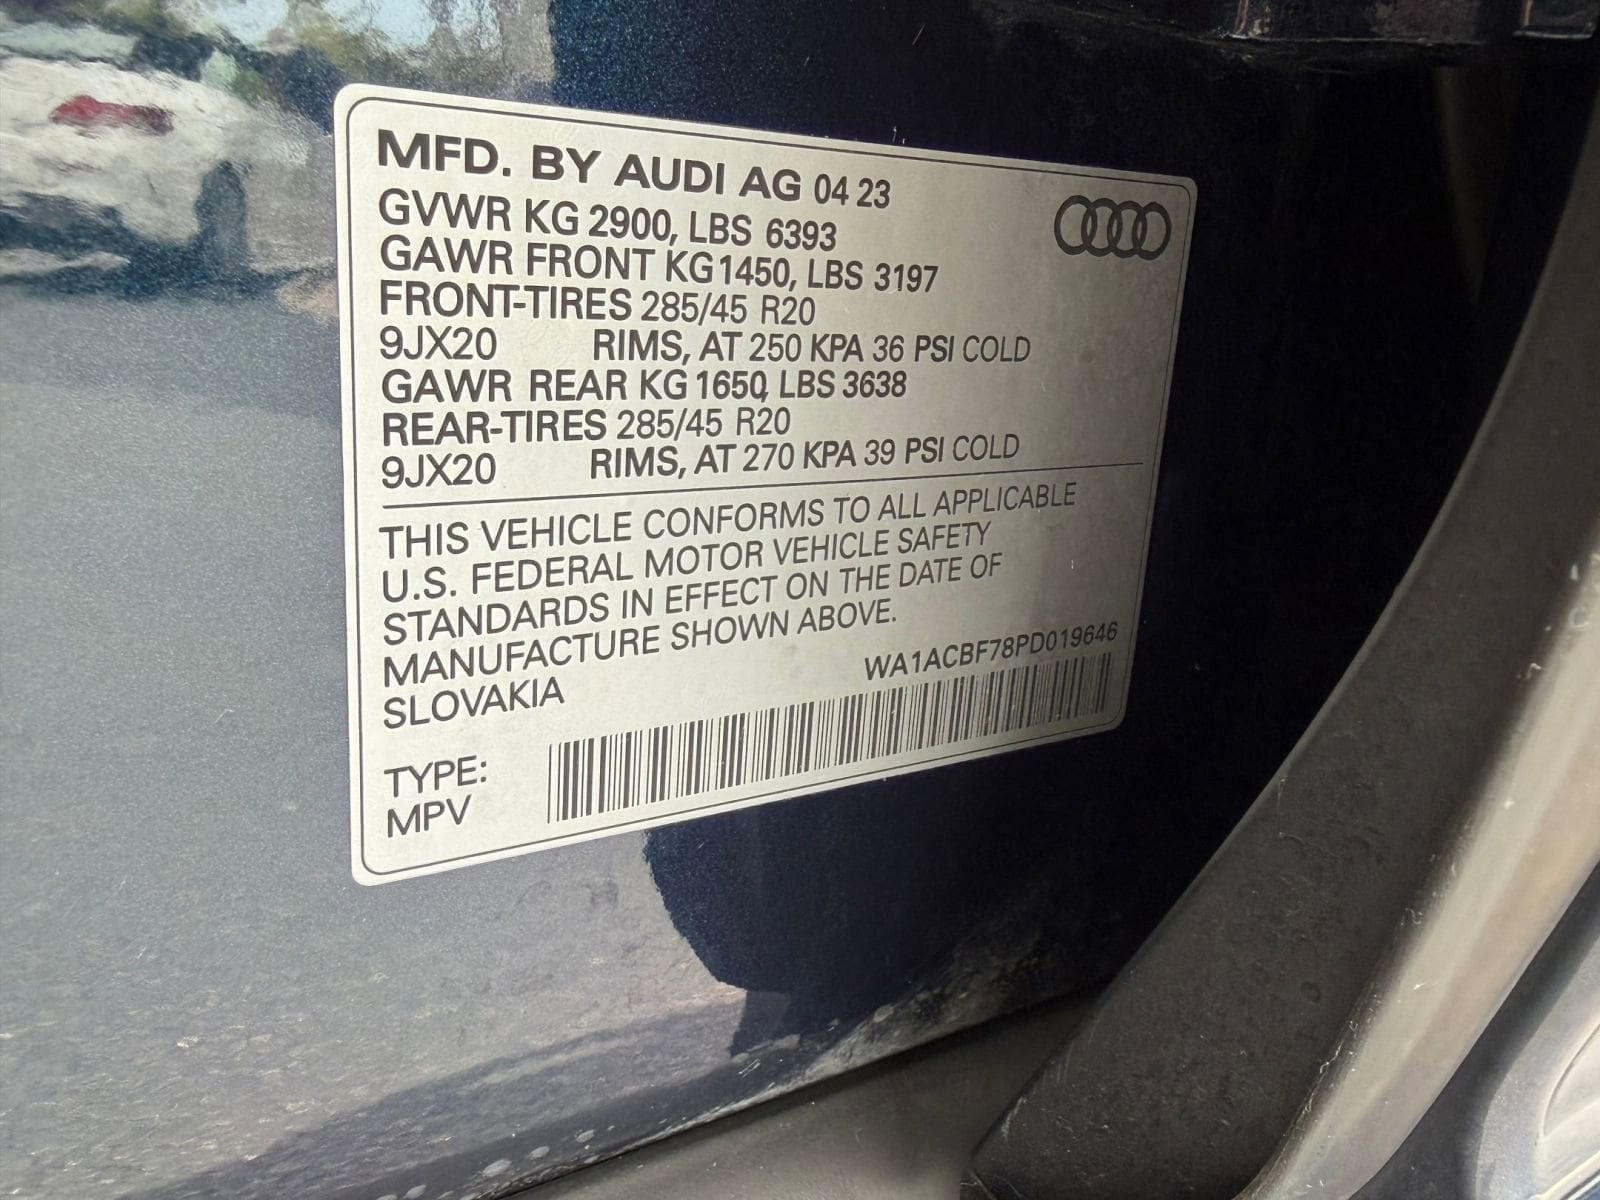 MFD. BY AUDI AG 04 23
GVWR KG 2900, LBS 6393
GAWR FRONT KG1450, LBS 3197
FRONT-TIRES 285/45 R20
9JX20 RIMS, AT 250 KPA 36 PSI COLD
GAWR REAR KG 1650, LBS 3638
REAR-TIRES 285/45 R20
9JX20 RIMS, AT 270 KPA 39 PSI COLD
THIS VEHICLE CONFORMS TO ALL APPLICABLE
U.S. FEDERAL MOTOR VEHICLE SAFETY
STANDARDS IN EFFECT ON THE DATE OF
MANUFACTURE SHOWN ABOVE.
SLOVAKIA
WA1ACBF78PD019646
TYPE:
MPV